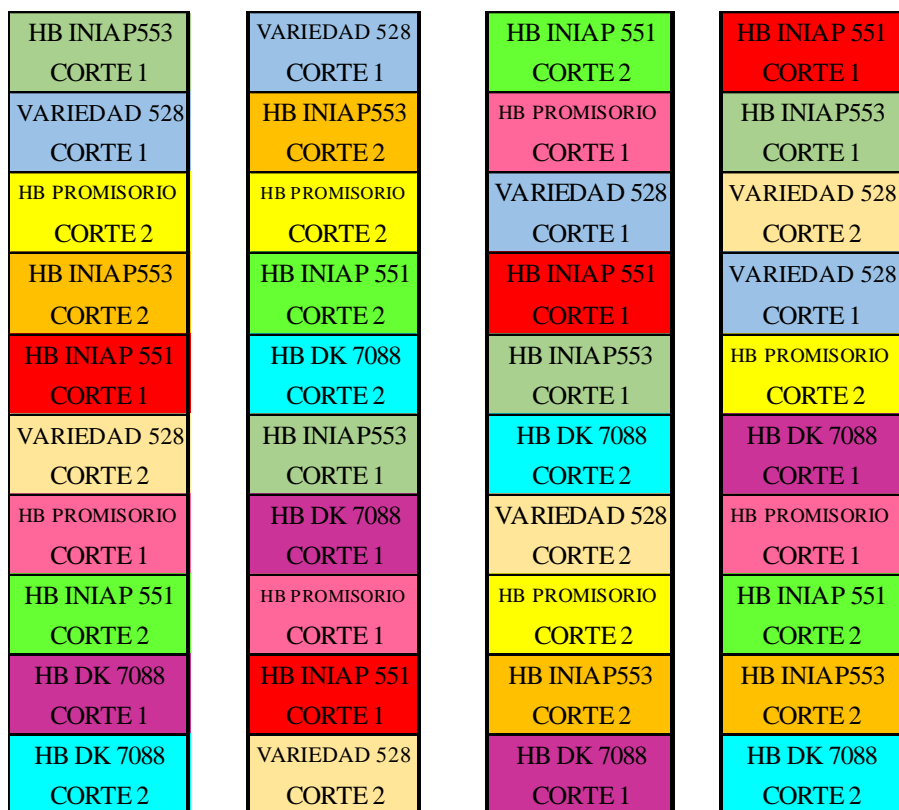 HB INIAP553
CORTE 1
VARIEDAD 528
CORTE 1
HB PROMISORIO
CORTE 2
HB INIAP553
CORTE 2
HB INIAP 551
CORTE 1
VARIEDAD 528
CORTE 2
HB PROMISORIO
CORTE 1
HB INIAP 551
CORTE 2
HB DK 7088
CORTE 1
HB DK 7088
CORTE 2
VARIEDAD 528
CORTE 1
HB INIAP553
CORTE 2
HB PROMISORIO
CORTE 2
HB INIAP 551
CORTE 2
HB DK 7088
CORTE 2
HB INIAP553
CORTE 1
HB DK 7088
CORTE 1
HB PROMISORIO
CORTE 1
HB INIAP 551
CORTE 1
VARIEDAD 528
CORTE 2
HB INIAP 551
CORTE 2
HB PROMISORIO
CORTE 1
VARIEDAD 528
CORTE 1
HB INIAP 551
CORTE 1
HB INIAP553
CORTE 1
HB DK 7088
CORTE 2
VARIEDAD 528
CORTE 2
HB PROMISORIO
CORTE 2
HB INIAP553
CORTE 2
HB DK 7088
CORTE 1
HB INIAP 551
CORTE 1
HB INIAP553
CORTE 1
VARIEDAD 528
CORTE 2
VARIEDAD 528
CORTE 1
HB PROMISORIO
CORTE 2
HB DK 7088
CORTE 1
HB PROMISORIO
CORTE 1
HB INIAP 551
CORTE 2
HB INIAP553
CORTE 2
HB DK 7088
CORTE 2